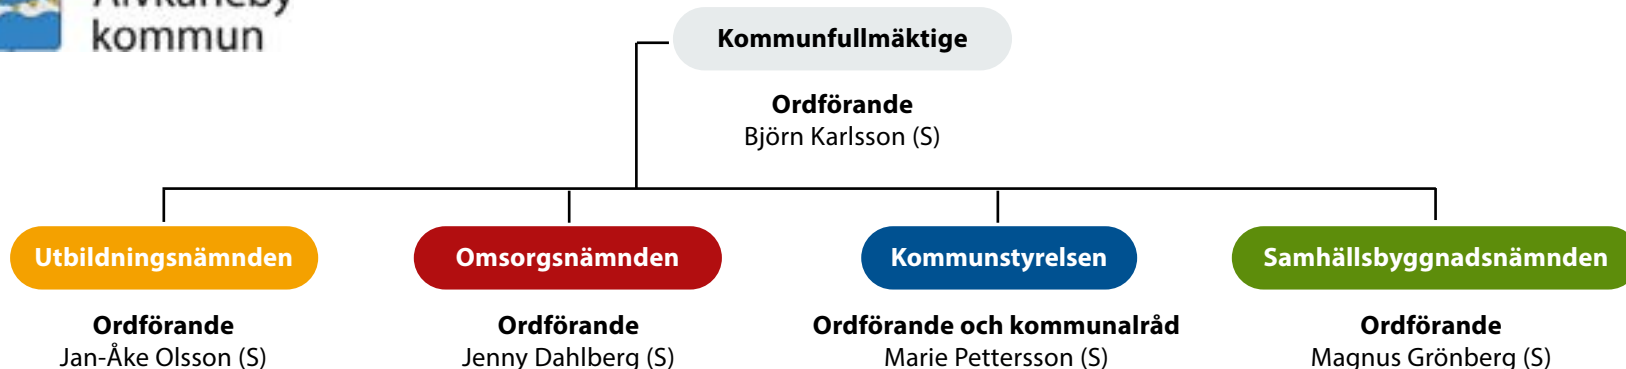 kommun
Kommunfullmäktige
Ordförande
Björn Karlsson (S)
Utbildningsnämnden
Omsorgsnämnden
Kommunstyrelsen
Samhällsbyggnadsnämnden
Ordförande
Jan-Åke Olsson (S)
Ordförande
Jenny Dahlberg (S)
Ordförande och kommunalråd
Marie Pettersson (S)
Ordförande
Magnus Grönberg (S)